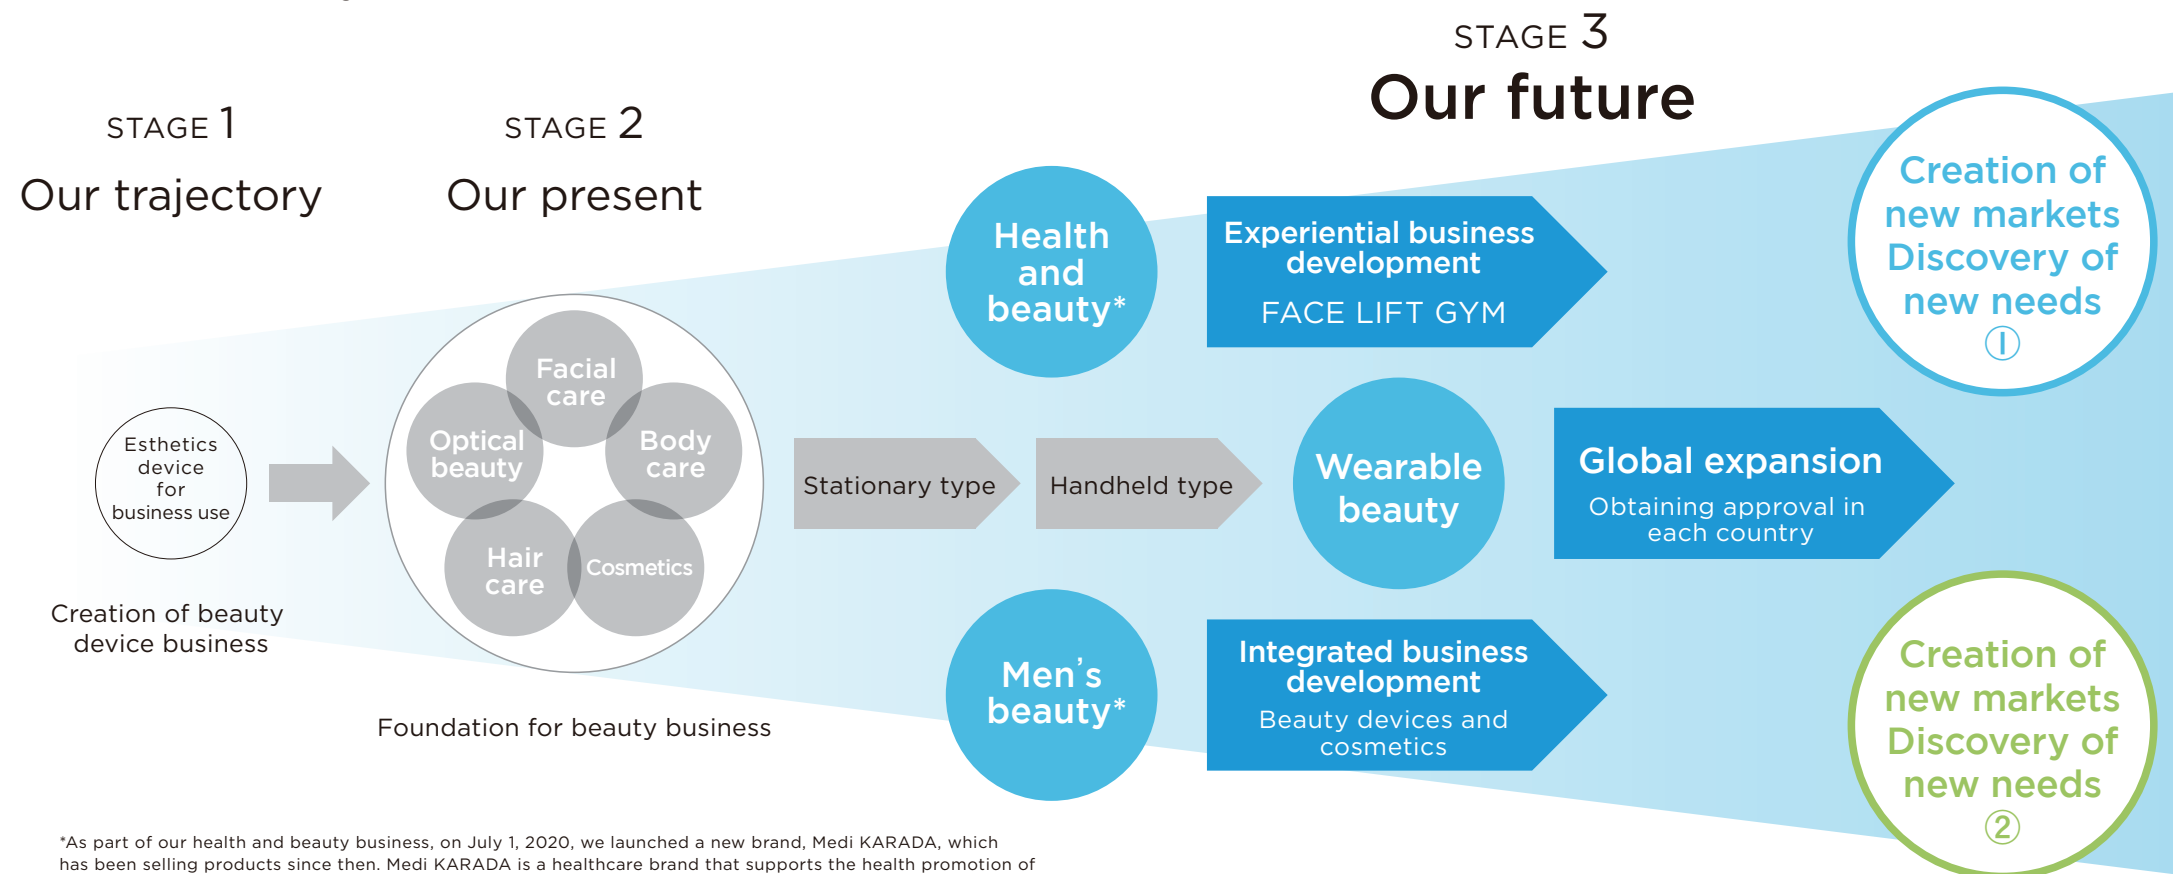 STAGE 1
Our trajectory
Esthetics
device
for
business use
Creation of beauty
device business
STAGE 2
Our present
Facial
care
Optical
beauty
Body
care
Hair
care
Cosmetics
Foundation for beauty business
Stationary type
Handheld type
STAGE 3
Our future
Health
and
beauty*
Experiential business
development
FACE LIFT GYM
Wearable
beauty
Global expansion
Obtaining approval in
each country
Men's
beauty*
Integrated business
development
Beauty devices and
cosmetics
Creation of
new markets
Discovery of
new needs
①
Creation of
new markets
Discovery of
new needs
②
*As part of our health and beauty business, on July 1, 2020, we launched a new brand, Medi KARADA, which
has been selling products since then. Medi KARADA is a healthcare brand that supports the health promotion of